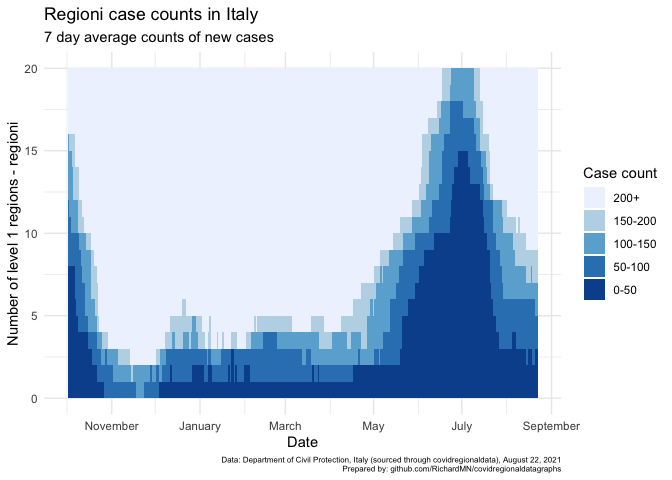 Regioni case counts in Italy
7 day average counts of new cases
Number of level 1 regions - regioni
20
15
10
5
0
November
January
March
May
July
September
Date
Case count
200+
150-200
100-150
50-100
0-50
Data: Department of Civil Protection, Italy (sourced through covidregionaldata), August 22, 2021
Prepared by: github.com/RichardMN/covidregionaldatagraphs